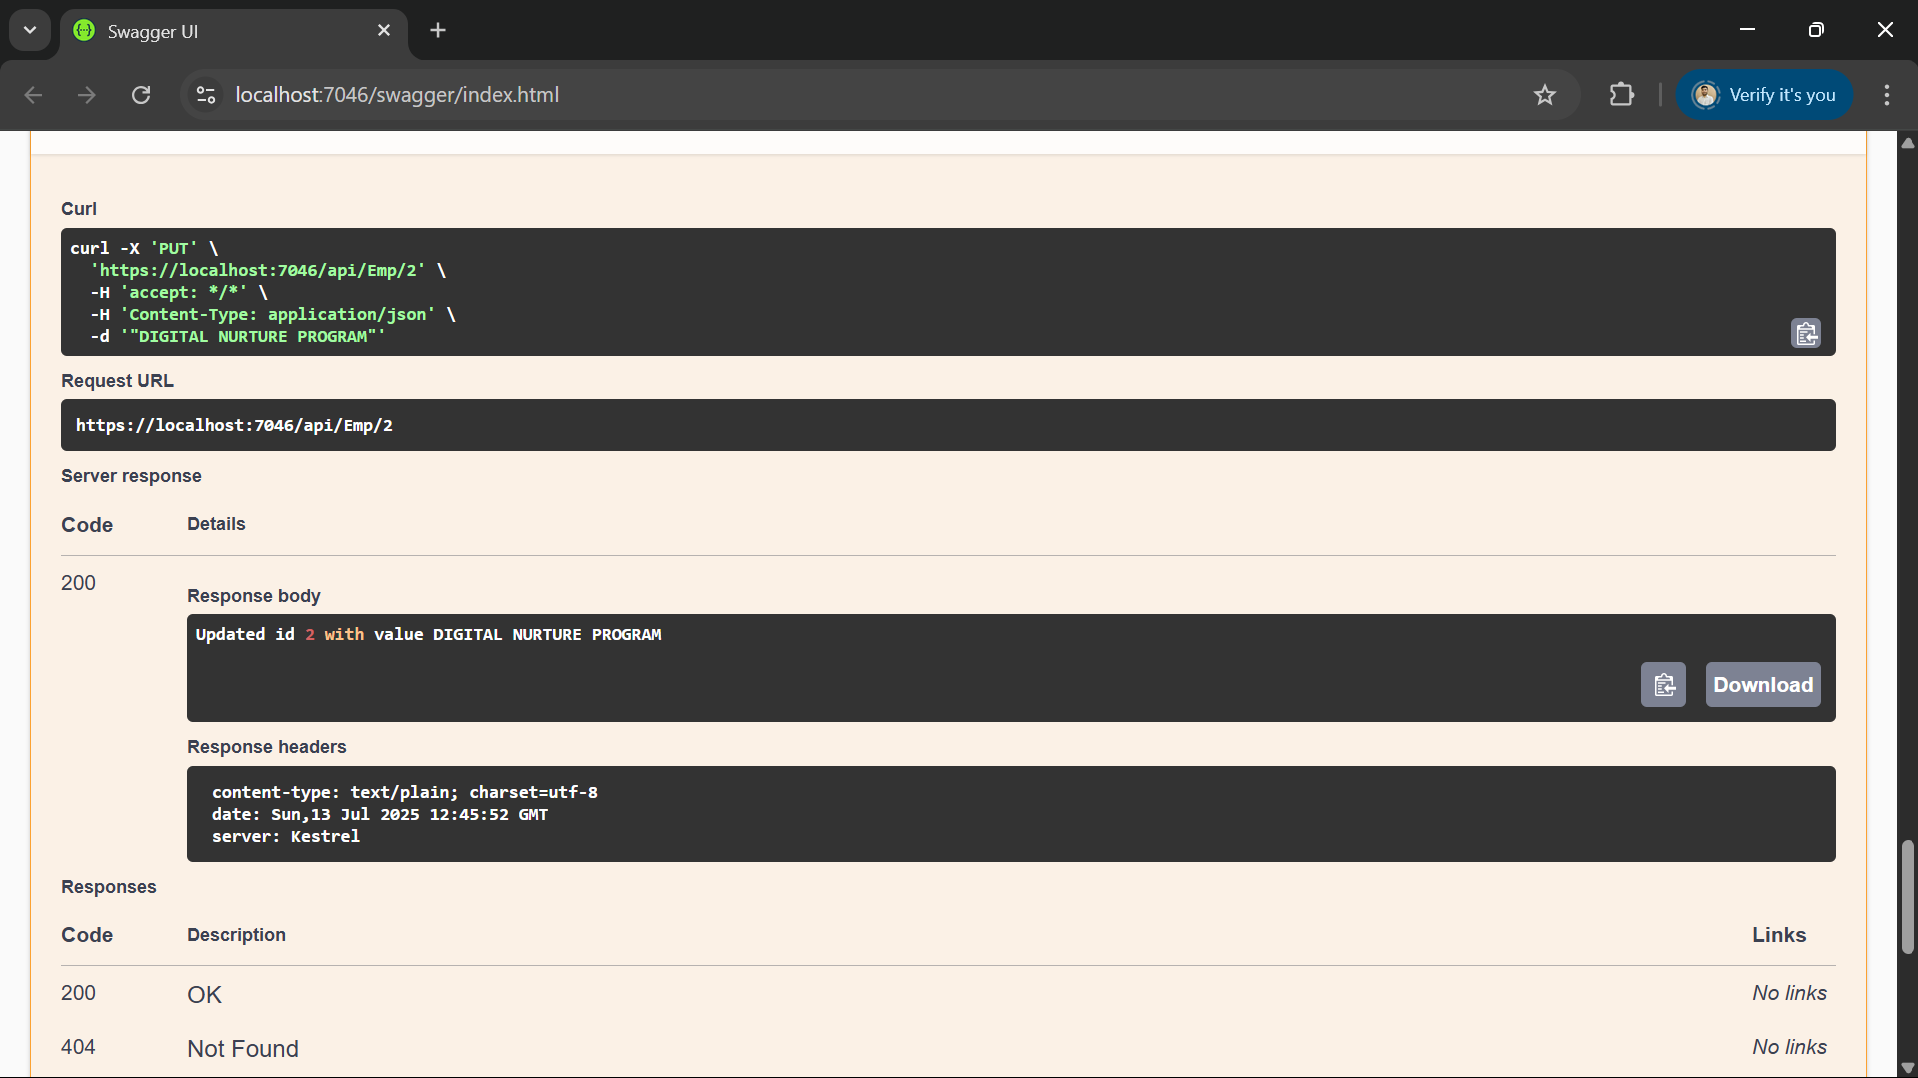 Swagger UI
localhost:7046/swagger/index.html
Verify it's you
Curl
curl -X 'PUT' \
'https://localhost:7046/api/Emp/2' \
-H 'accept: */*' \
-H 'Content-Type: application/json' \
-d '"DIGITAL NURTURE PROGRAM"'
Request URL
https://localhost:7046/api/Emp/2
Server response
Code Details
200
Response body
Updated id 2 with value DIGITAL NURTURE PROGRAM
Download
Response headers
content-type: text/plain; charset=utf-8
date: Sun,13 Jul 2025 12:45:52 GMT
server: Kestrel
Responses
Code Description Links
200 OK No links
404 Not Found No links